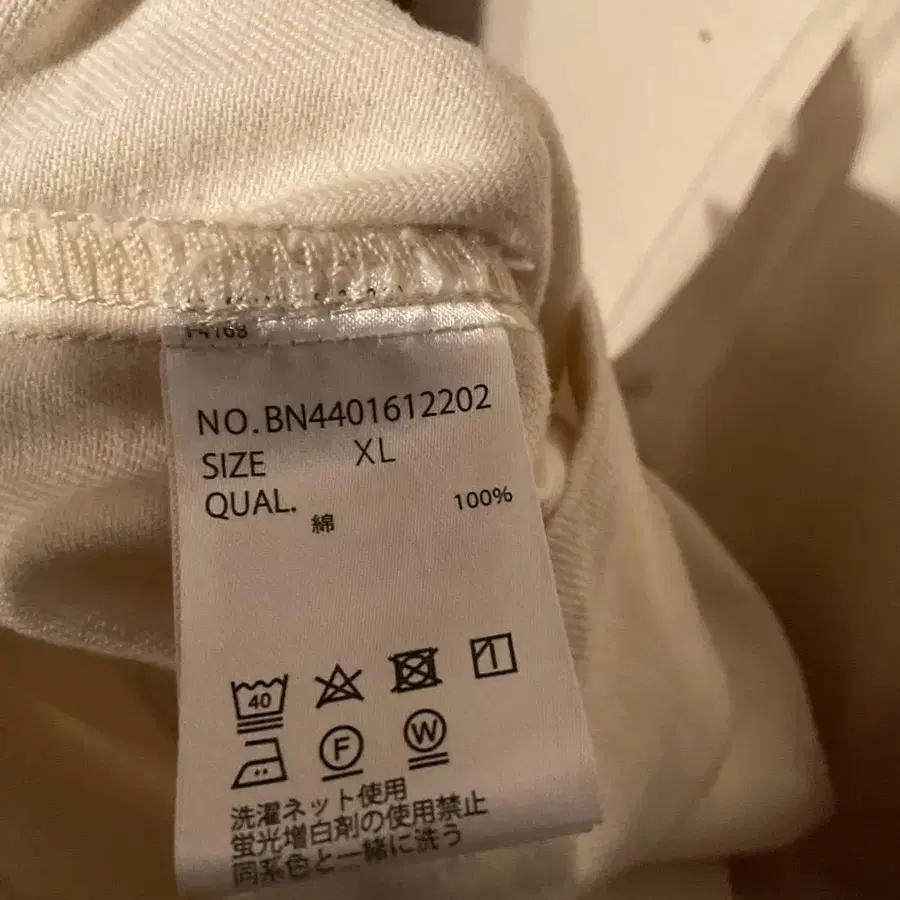 NO.BN4401612202
SIZE XL
QUAL.
綿 100%
40
F W
洗濯ネット使用
蛍光増白剤の使用禁止
同系色と一緒に洗う